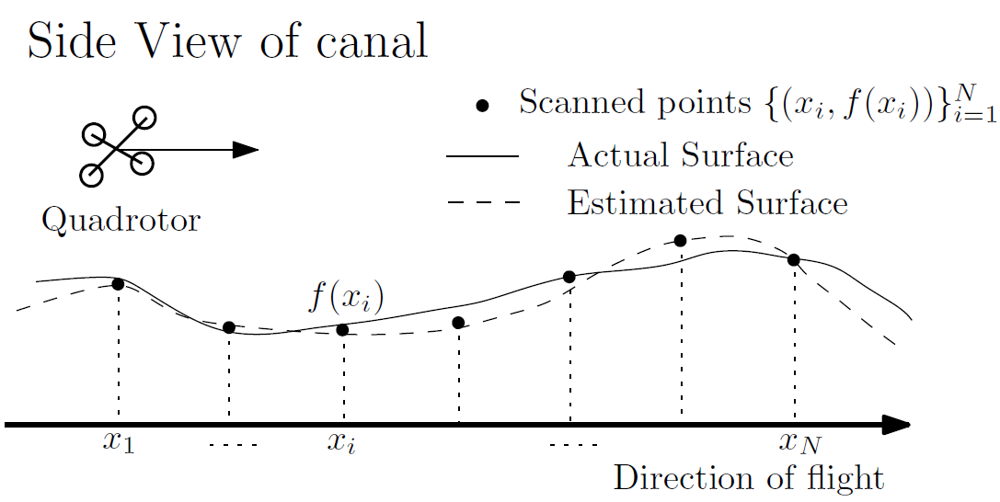 Side View of canal
Scanned points {(x_i, f(x_i))}_{i=1}^N
Actual Surface
Estimated Surface
Quadrotor
f(x_i)
x_1 ..... x_i ..... x_N
Direction of flight